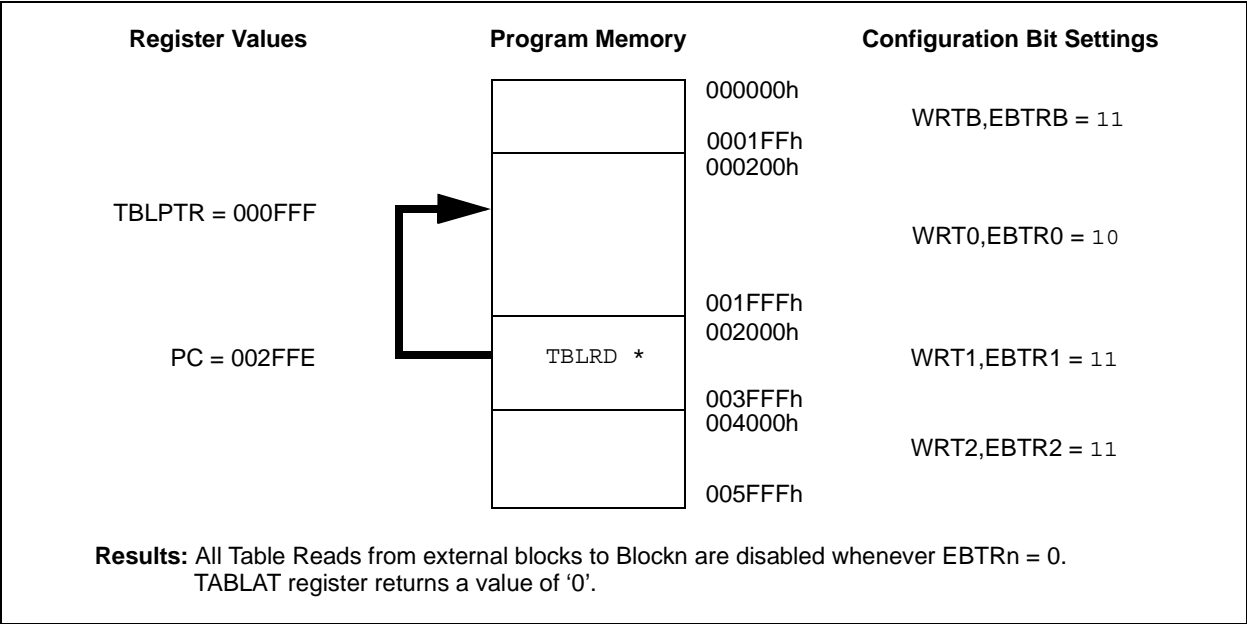 Register Values Program Memory Configuration Bit Settings
000000h
WRTB,EBTRB = 11
0001FFh
000200h
TBLPTR = 000FFF
WRT0,EBTR0 = 10
001FFFh
002000h
PC = 002FFE TBLRD * WRT1,EBTR1 = 11
003FFFh
004000h
WRT2,EBTR2 = 11
005FFFh
Results: All Table Reads from external blocks to Blockn are disabled whenever EBTRn = 0.
TABLAT register returns a value of ‘0’.